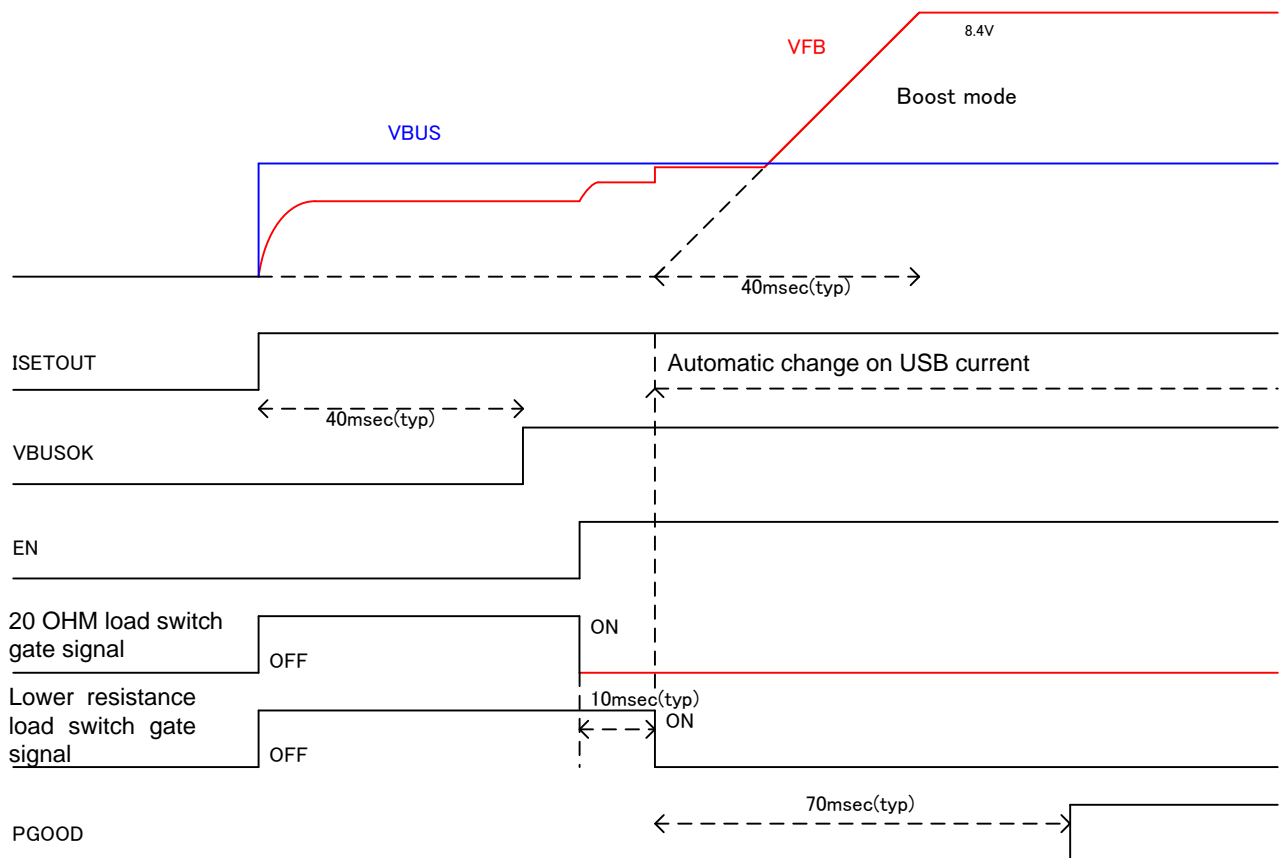 8.4V
VFB
Boost mode
VBUS
40msec(typ)
ISETOUT
Automatic change on USB current
40msec(typ)
VBUSOK
EN
20 OHM load switch
gate signal
ON
OFF
Lower resistance
load switch gate
signal
10msec(typ)
ON
OFF
70msec(typ)
PGOOD